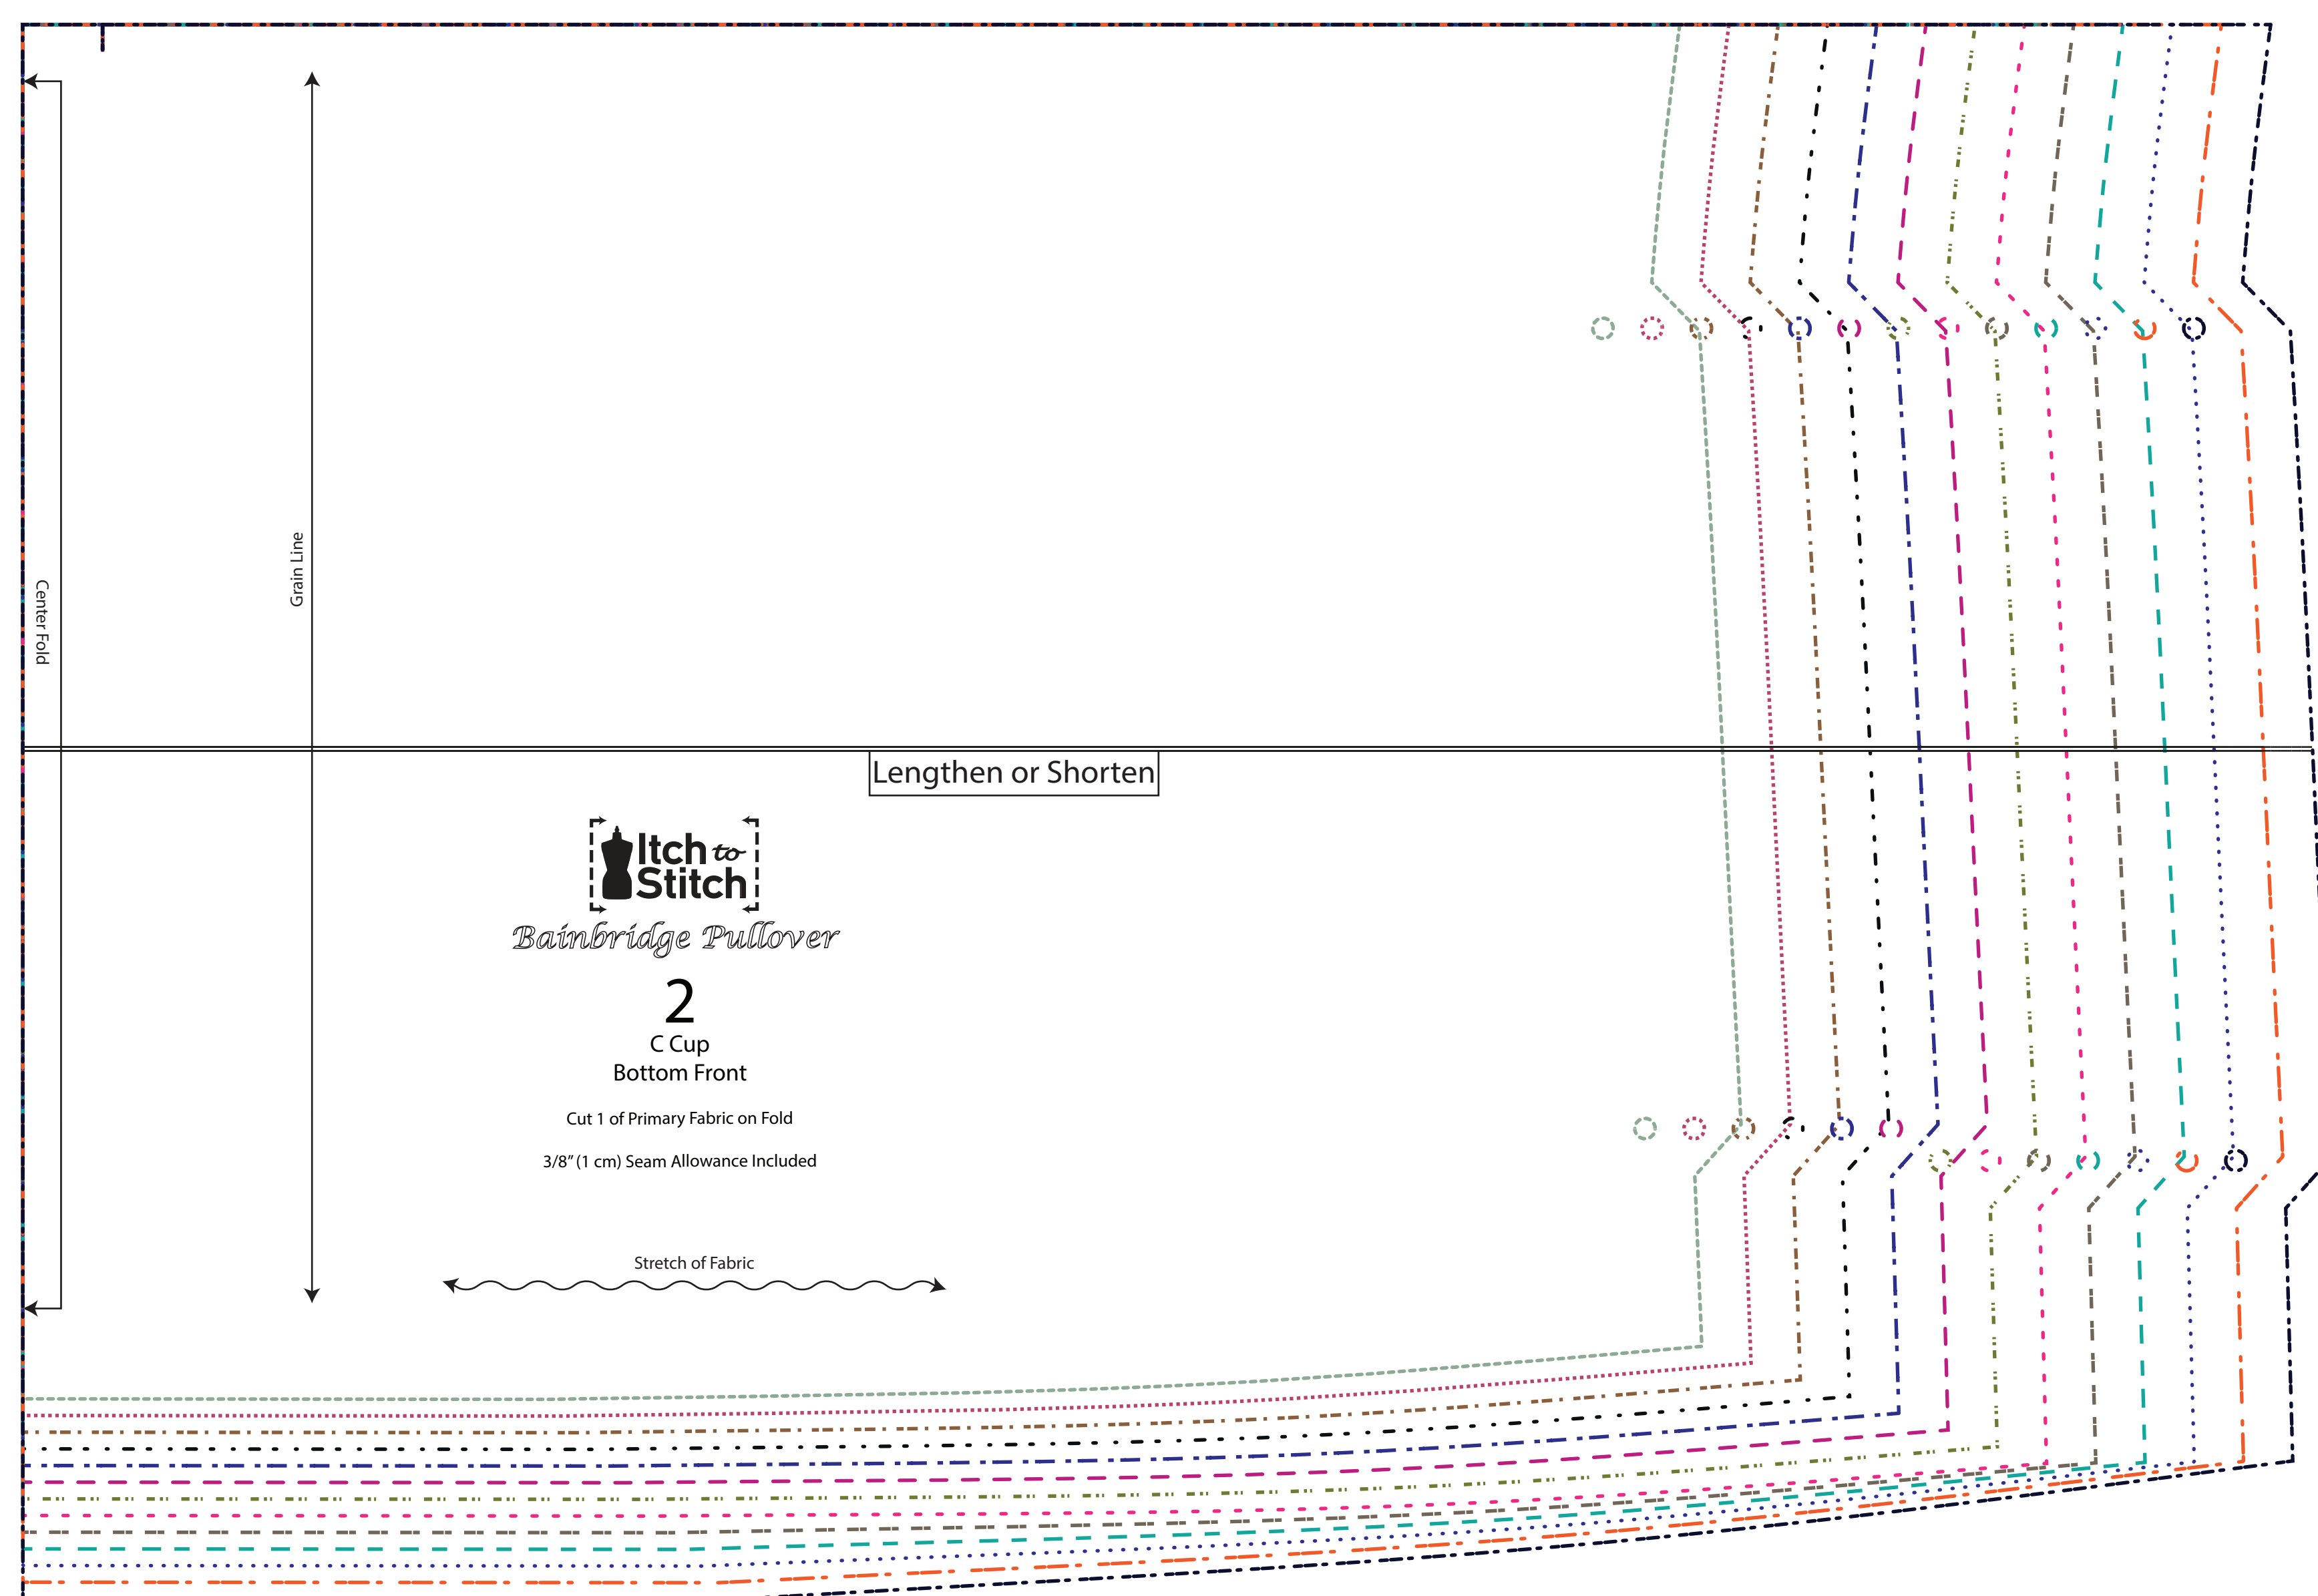 Center Fold
Grain Line
Lengthen or Shorten
Itch to
Stitch
Bainbridge Pullover
2
C Cup
Bottom Front
Cut 1 of Primary Fabric on Fold
3/8” (1 cm) Seam Allowance Included
Stretch of Fabric